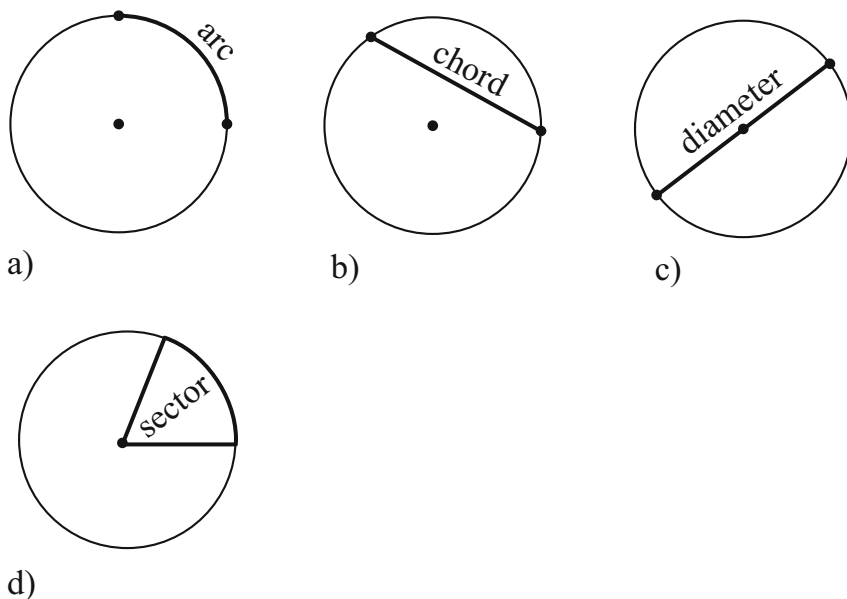 arc
chord
diameter
a)
b)
c)
sector
d)